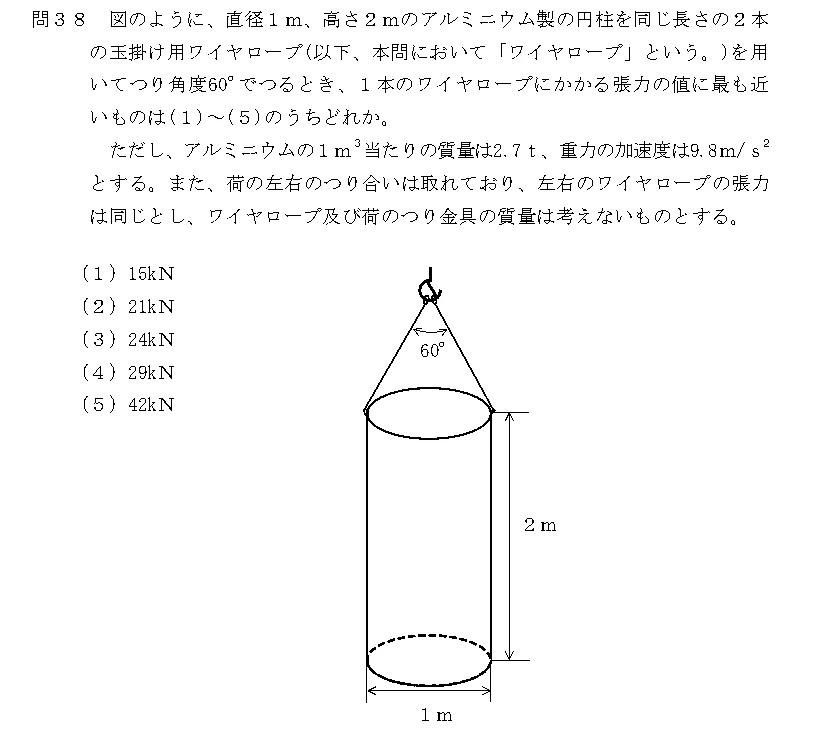 問３８ 図のように、直径１ｍ、高さ２ｍのアルミニウム製の円柱を同じ長さの２本
の玉掛け用ワイヤロープ(以下、本問において「ワイヤロープ」という。)を用
いてつり角度60°でつるとき、１本のワイヤロープにかかる張力の値に最も近
いものは(１)～(５)のうちどれか。
ただし、アルミニウムの１ｍ³当たりの質量は2.7ｔ、重力の加速度は9.8ｍ/ｓ²
とする。また、荷の左右のつり合いは取れており、左右のワイヤロープの張力
は同じとし、ワイヤロープ及び荷のつり金具の質量は考えないものとする。
(１) 15kＮ
(２) 21kＮ
(３) 24kＮ
(４) 29kＮ
(５) 42kＮ
60°
２ｍ
１ｍ